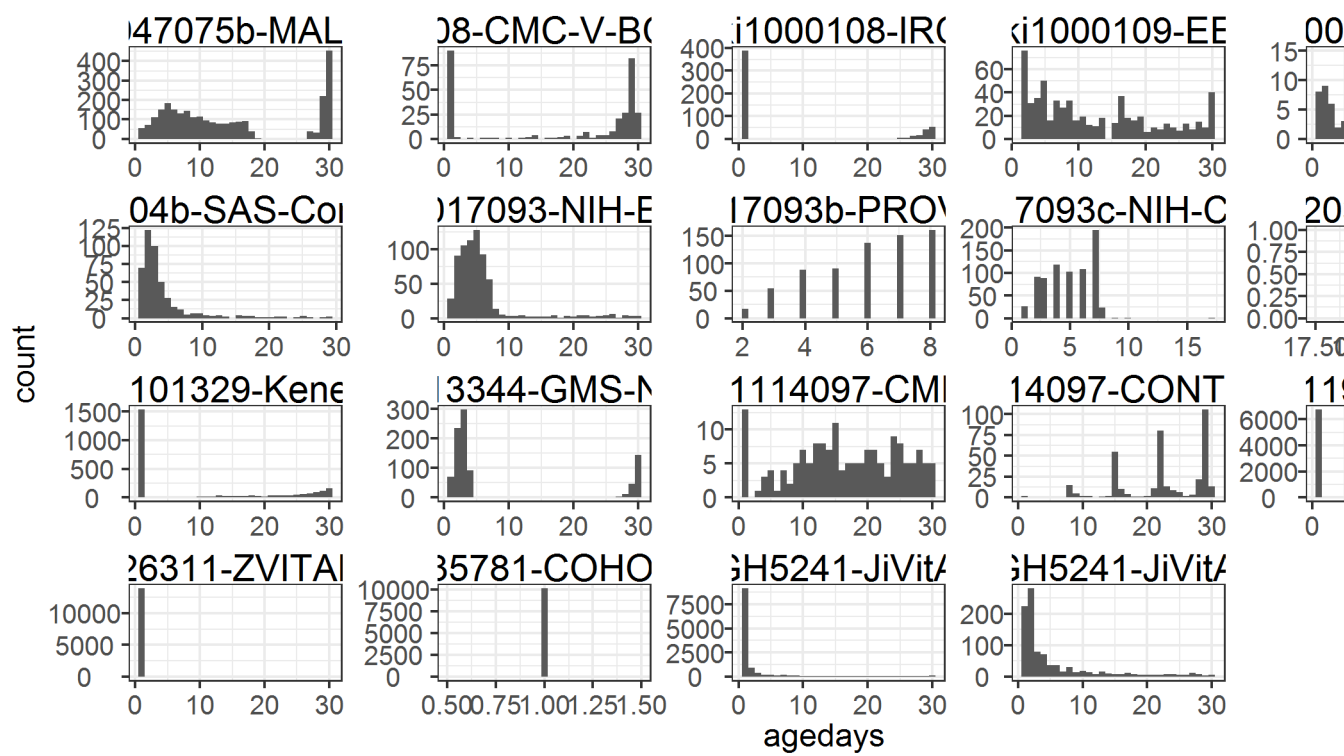 047075b-MAL
08-CMC-V-BC
ki1000108-IRC
ki1000109-EE
00
400
300
200
100
0
75
50
25
0
400
300
200
100
0
60
40
20
0
15
10
5
0
0 10 20 30
0 10 20 30
0 10 20 30
0 10 20 30
0
04b-SAS-Cor
017093-NIH-B
17093b-PROV
7093c-NIH-C
20
125
100
75
50
25
0
100
50
0
150
100
50
0
200
150
100
50
0
1.00
0.75
0.50
0.25
0.00
0 10 20 30
0 10 20 30
2 4 6 8
0 5 10 15
17.50
count
101329-Kene
13344-GMS-N
1114097-CMI
14097-CONT
119
1500
1000
500
0
300
200
100
0
10
5
0
100
75
50
25
0
6000
4000
2000
0
0 10 20 30
0 10 20 30
0 10 20 30
0 10 20 30
0
26311-ZVITAI
35781-COHO
GH5241-JiVitA
GH5241-JiVitA
10000
5000
0
10000
7500
5000
2500
0
7500
5000
2500
0
200
100
0
0 10 20 30
0.50 0.75 1.00 1.25 1.50
0 10 20 30
0 10 20 30
agedays